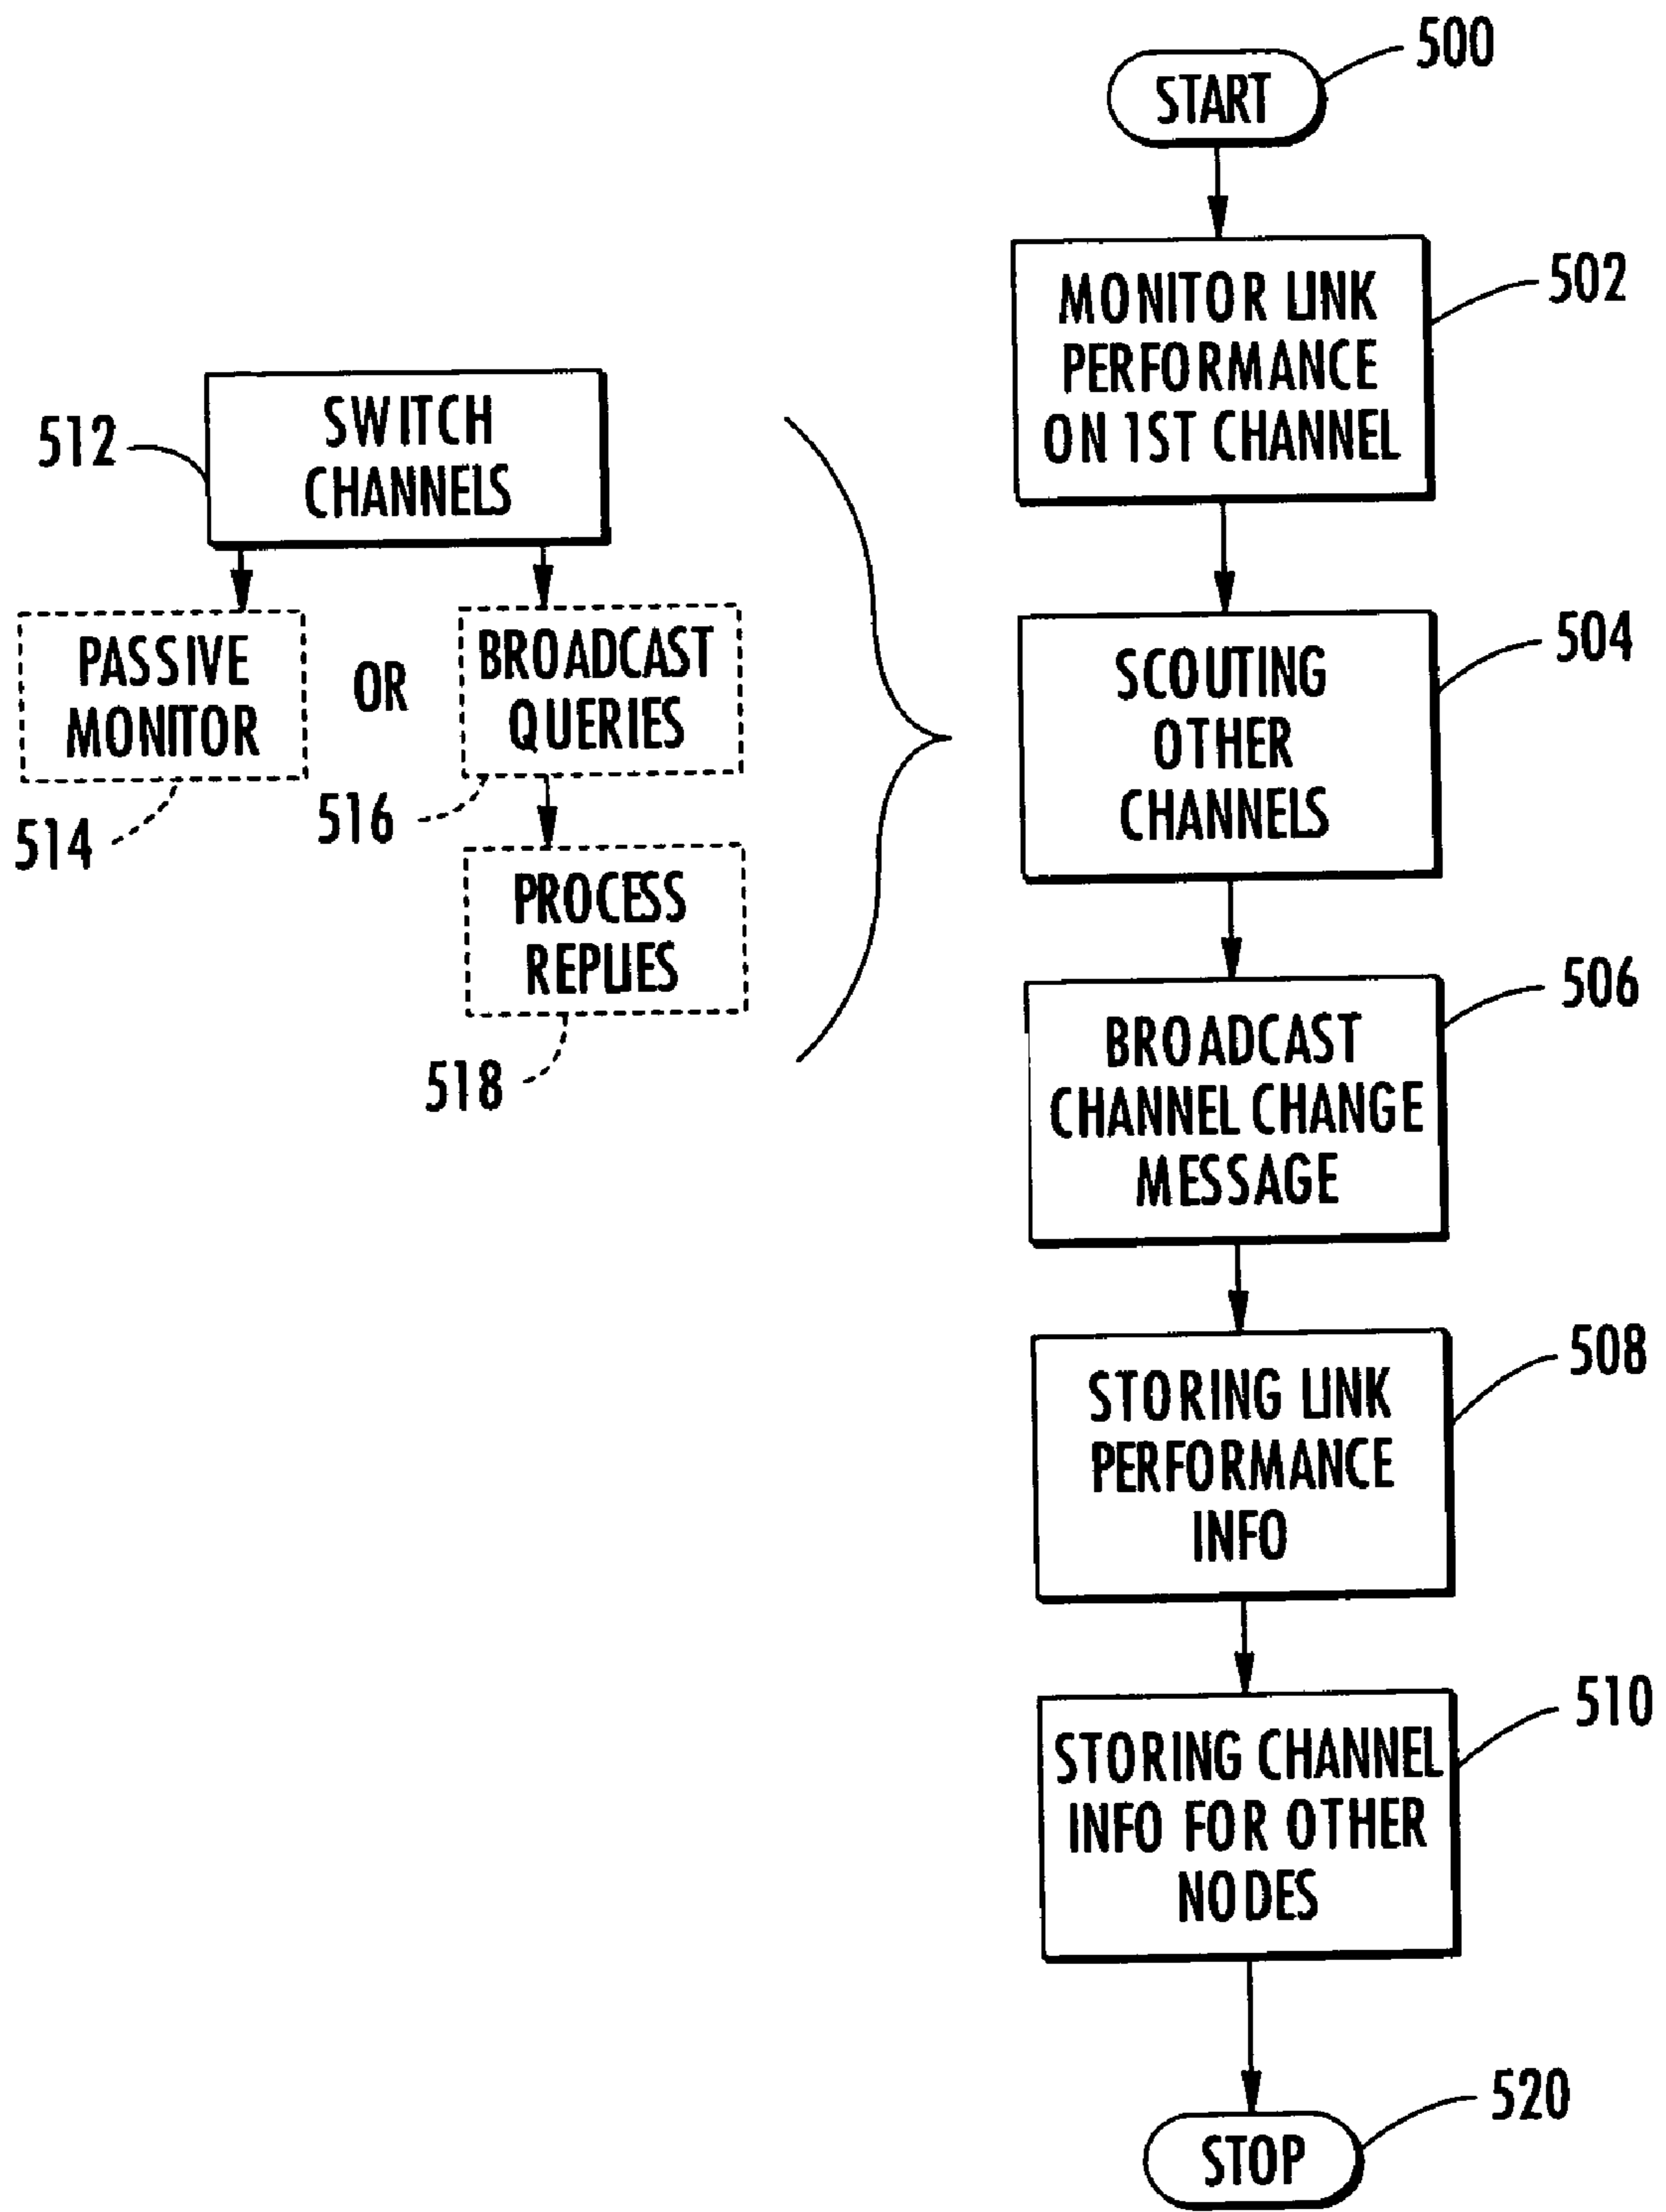 500
START
502
MONITOR LINK
PERFORMANCE
ON 1ST CHANNEL
512
SWITCH
CHANNELS
504
SCOUTING
OTHER
CHANNELS
PASSIVE
MONITOR
OR
BROADCAST
QUERIES
514
516
PROCESS
REPLIES
518
506
BROADCAST
CHANNEL CHANGE
MESSAGE
508
STORING LINK
PERFORMANCE
INFO
510
STORING CHANNEL
INFO FOR OTHER
NODES
520
STOP